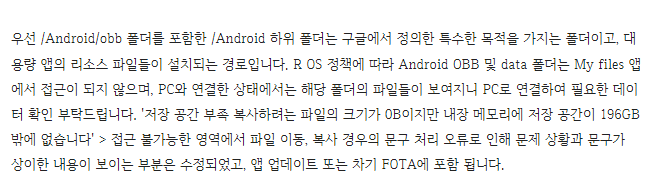 우선 /Android/obb 폴더를 포함한 /Android 하위 폴더는 구글에서 정의한 특수한 목적을 가지는 폴더이고, 대
용량 앱의 리소스 파일들이 설치되는 경로입니다. R OS 정책에 따라 Android OBB 및 data 폴더는 My files 앱
에서 접근이 되지 않으며, PC와 연결한 상태에서는 해당 폴더의 파일들이 보여지니 PC로 연결하여 필요한 데이
터 확인 부탁드립니다. '저장 공간 부족 복사하려는 파일의 크기가 0B이지만 내장 메모리에 저장 공간이 196GB
밖에 없습니다' > 접근 불가능한 영역에서 파일 이동, 복사 경우의 문구 처리 오류로 인해 문제 상황과 문구가
상이한 내용이 보이는 부분은 수정되었고, 앱 업데이트 또는 차기 FOTA에 포함 됩니다.